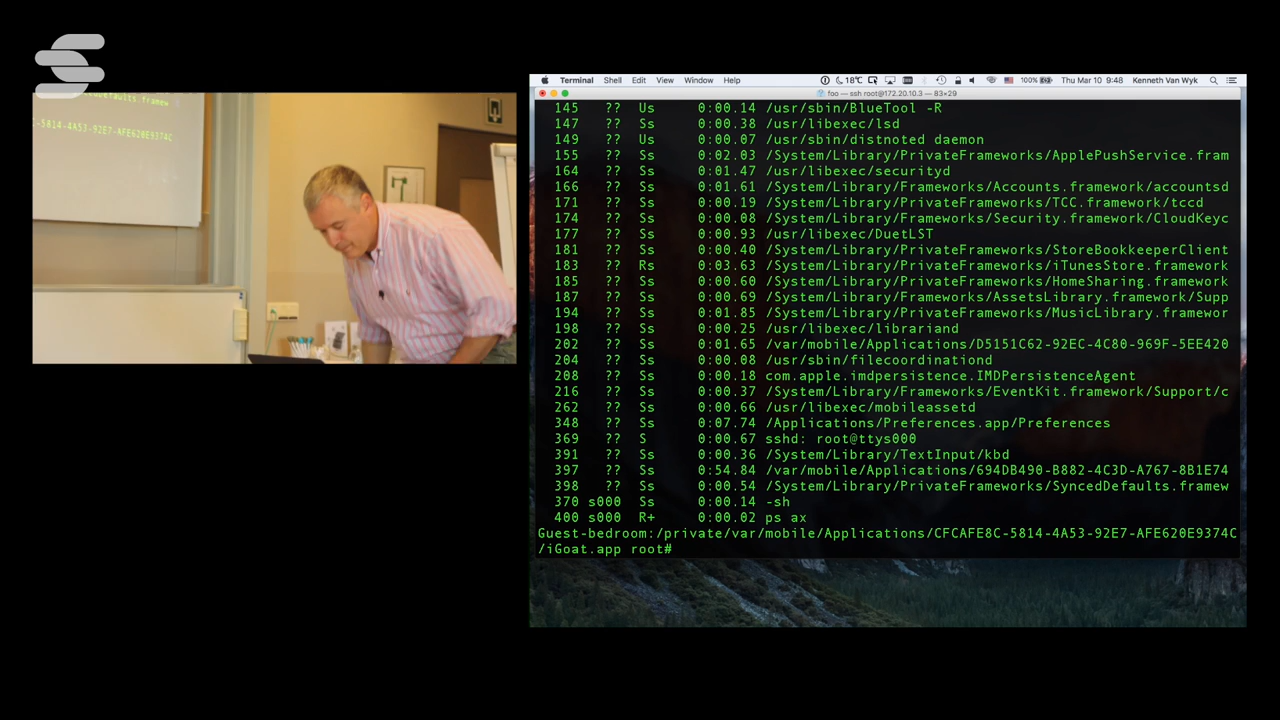 aredDefaults.framew
C-5814-4A53-92E7-AFE620E9374C
Terminal Shell Edit View Window Help 18℃ 100% Thu Mar 10 9:48 Kenneth Van Wyk
foo — ssh root@172.20.10.3 — 83×29
145 ?? Us 0:00.14 /usr/sbin/BlueTool -R
147 ?? Ss 0:00.38 /usr/libexec/lsd
149 ?? Us 0:00.07 /usr/sbin/distnoted daemon
155 ?? Ss 0:02.03 /System/Library/PrivateFrameworks/ApplePushService.fram
164 ?? Ss 0:01.47 /usr/libexec/securityd
166 ?? Ss 0:01.61 /System/Library/Frameworks/Accounts.framework/accountsd
171 ?? Ss 0:00.19 /System/Library/PrivateFrameworks/TCC.framework/tccd
174 ?? Ss 0:00.08 /System/Library/Frameworks/Security.framework/CloudKeyc
177 ?? Ss 0:00.93 /usr/libexec/DuetLST
181 ?? Ss 0:00.40 /System/Library/PrivateFrameworks/StoreBookkeeperClient
183 ?? Rs 0:03.63 /System/Library/PrivateFrameworks/iTunesStore.framework
185 ?? Ss 0:00.60 /System/Library/PrivateFrameworks/HomeSharing.framework
187 ?? Ss 0:00.69 /System/Library/Frameworks/AssetsLibrary.framework/Supp
194 ?? Ss 0:01.85 /System/Library/PrivateFrameworks/MusicLibrary.framewor
198 ?? Ss 0:00.25 /usr/libexec/librariand
202 ?? Ss 0:01.65 /var/mobile/Applications/D5151C62-92EC-4C80-969F-5EE420
204 ?? Ss 0:00.08 /usr/sbin/filecoordinationd
208 ?? Ss 0:00.18 com.apple.imdpersistence.IMDPersistenceAgent
216 ?? Ss 0:00.37 /System/Library/Frameworks/EventKit.framework/Support/c
262 ?? Ss 0:00.66 /usr/libexec/mobileassetd
348 ?? Ss 0:07.74 /Applications/Preferences.app/Preferences
369 ?? S 0:00.67 sshd: root@ttys000
391 ?? Ss 0:00.36 /System/Library/TextInput/kbd
397 ?? Ss 0:54.84 /var/mobile/Applications/694DB490-B882-4C3D-A767-8B1E74
398 ?? Ss 0:00.54 /System/Library/PrivateFrameworks/SyncedDefaults.framew
370 s000 Ss 0:00.14 -sh
400 s000 R+ 0:00.02 ps ax
Guest-bedroom:/private/var/mobile/Applications/CFCAFE8C-5814-4A53-92E7-AFE620E9374C
/iGoat.app root#